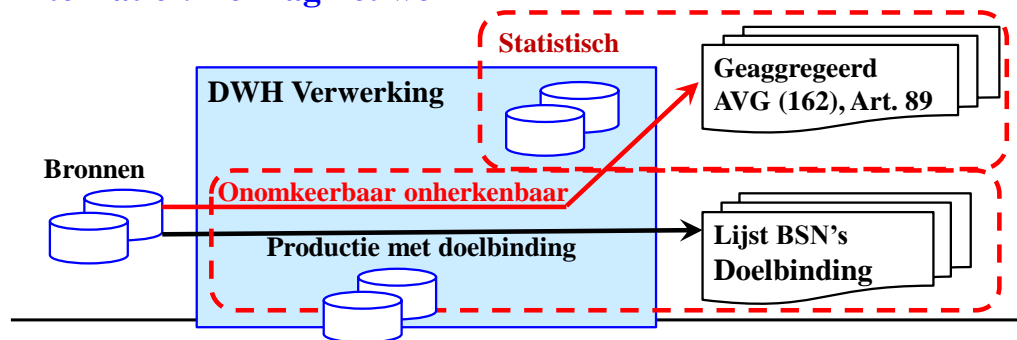 Statistisch
Geaggregeerd
AVG (162), Art. 89
DWH Verwerking
Bronnen
Onomkeerbaar onherkenbaar
Productie met doelbinding
Lijst BSN’s
Doelbinding